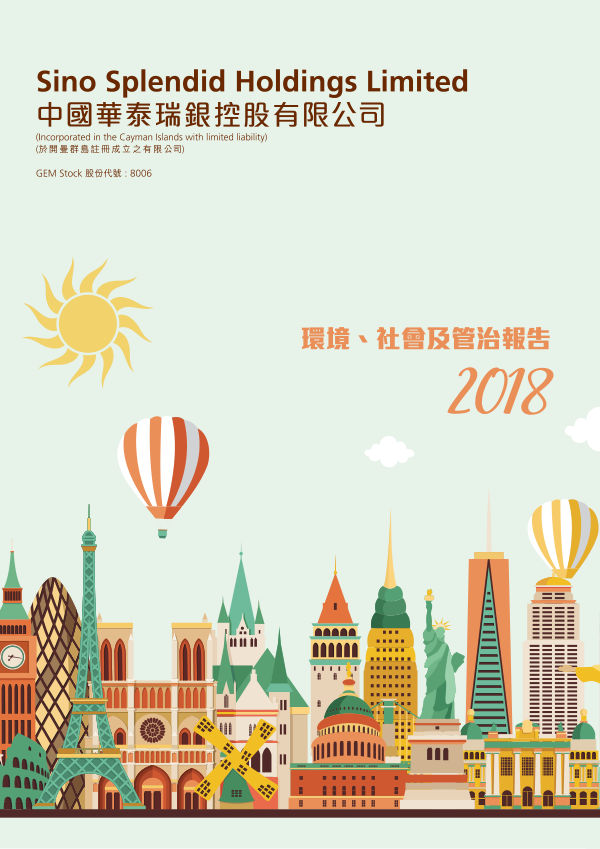 Sino Splendid Holdings Limited
中國華泰瑞銀控股有限公司
(Incorporated in the Cayman Islands with limited liability)
(於開曼群島註冊成立之有限公司)
GEM Stock 股份代號 : 8006
環境、社會及管治報告
2018